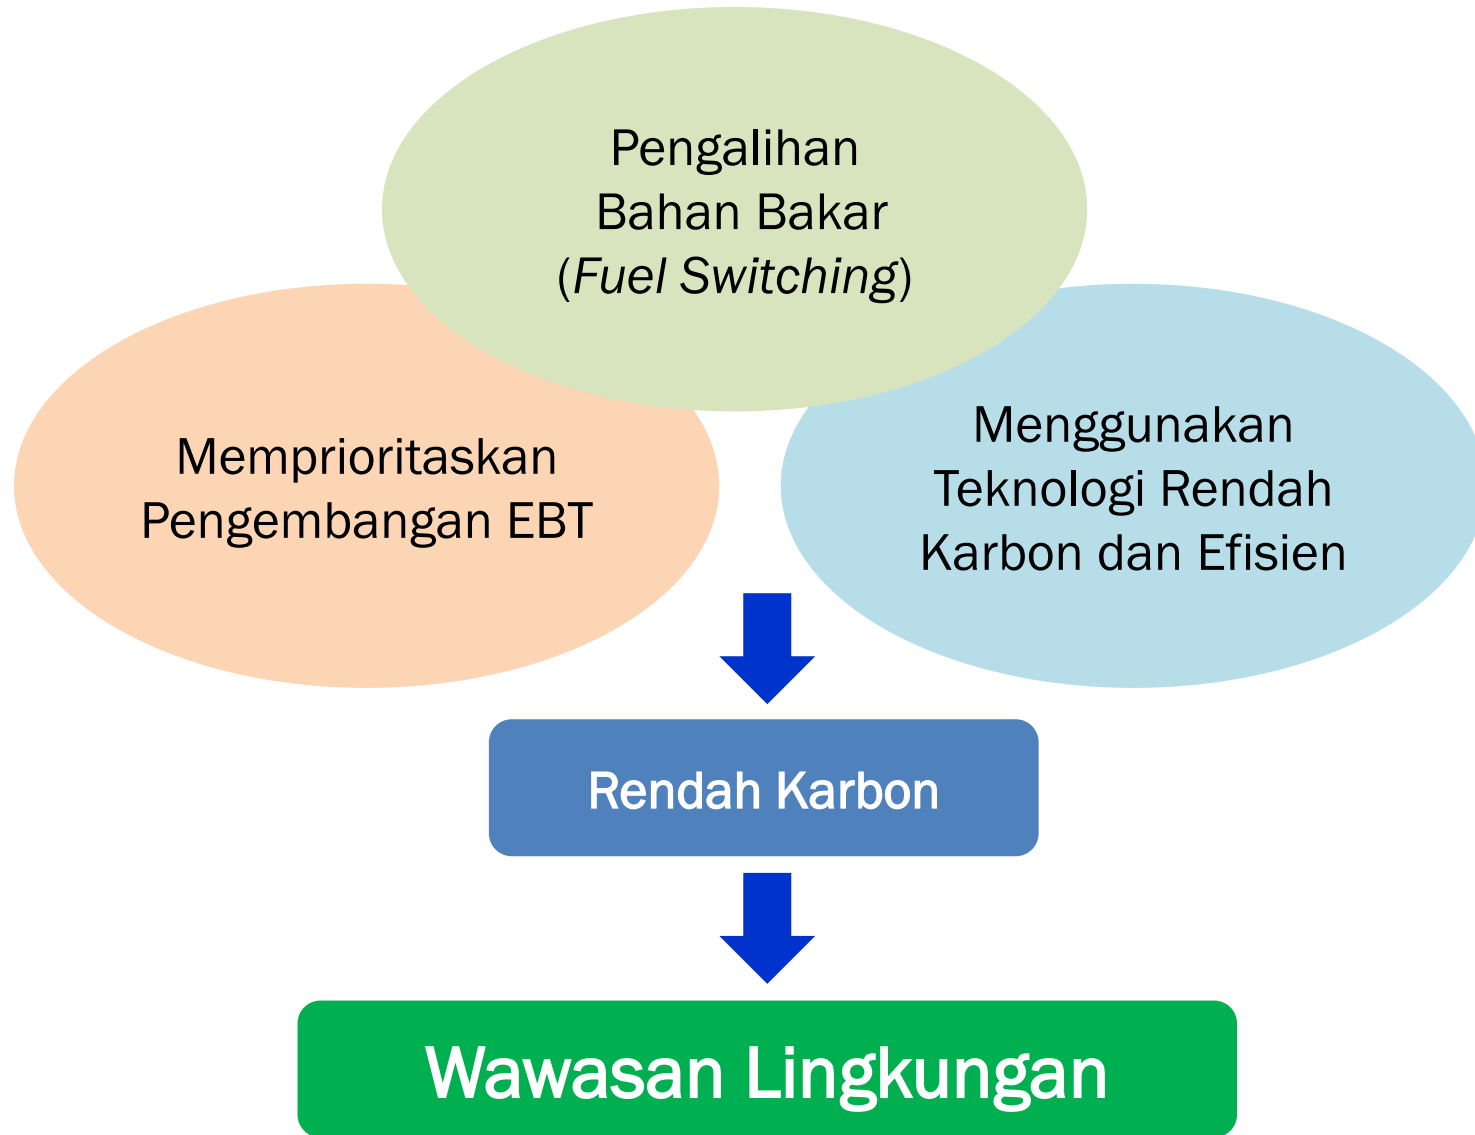 Pengalihan
Bahan Bakar
(Fuel Switching)
Memprioritaskan
Pengembangan EBT
Menggunakan
Teknologi Rendah
Karbon dan Efisien
Rendah Karbon
Wawasan Lingkungan